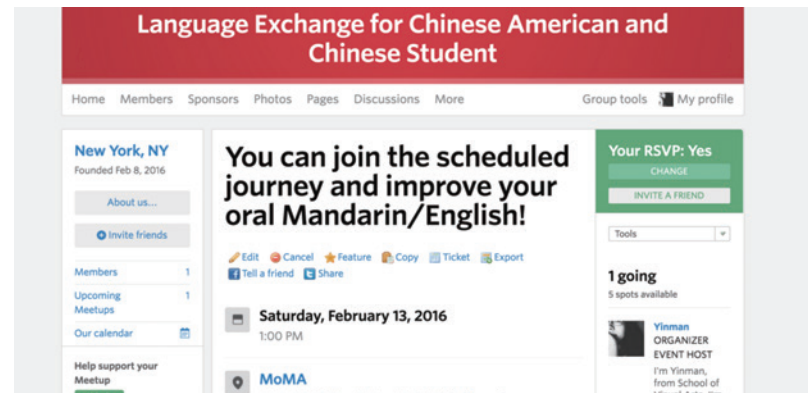 Language Exchange for Chinese American and
Chinese Student
Home Members Sponsors Photos Pages Discussions More Group tools My profile
New York, NY
Founded Feb 8, 2016
About us...
Invite friends
Members 1
Upcoming 1
Meetups
Our calendar
Help support your
Meetup
You can join the scheduled
journey and improve your
oral Mandarin/English!
Edit Cancel Feature Copy Ticket Export
Tell a friend Share
Saturday, February 13, 2016
1:00 PM
MoMA
Your RSVP: Yes
CHANGE
INVITE A FRIEND
Tools
1 going
5 spots available
Yinman
ORGANIZER
EVENT HOST
I'm Yinman,
from School of